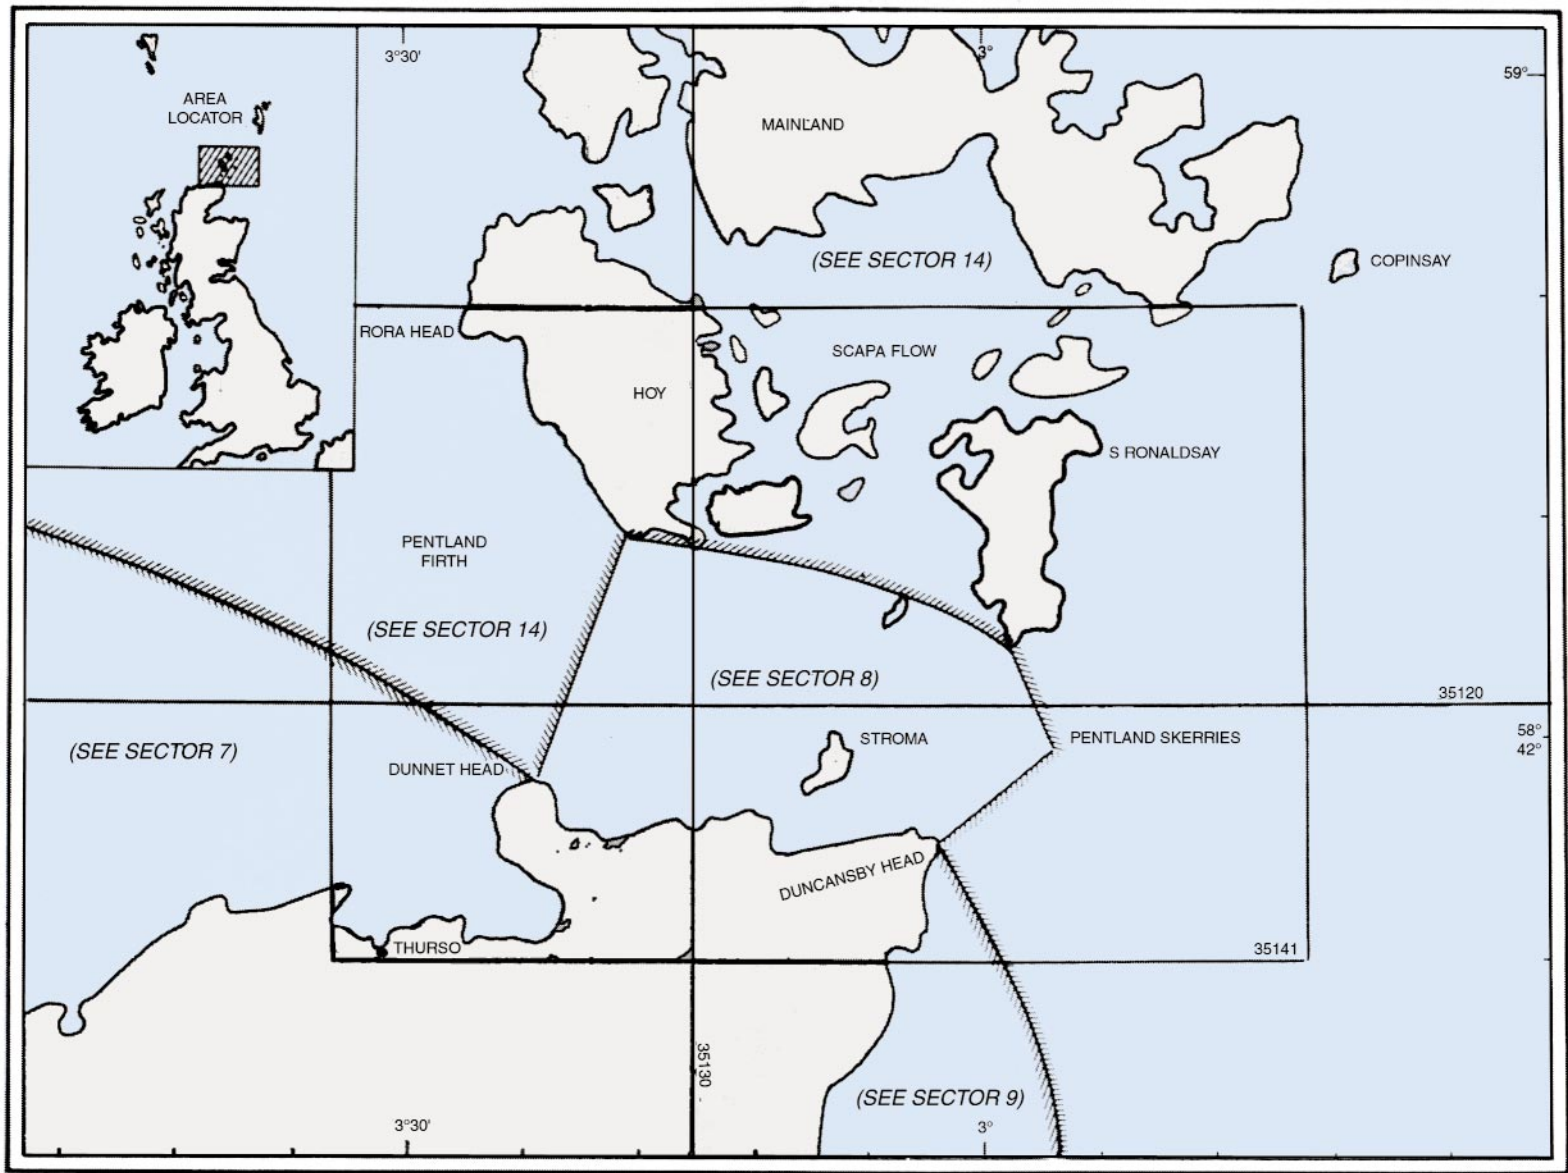 3°30'
3°
59°
AREA
LOCATOR
MAINLAND
(SEE SECTOR 14)
COPINSAY
RORA HEAD
SCAPA FLOW
HOY
S RONALDSAY
PENTLAND
FIRTH
(SEE SECTOR 14)
(SEE SECTOR 8)
35120
(SEE SECTOR 7)
STROMA
PENTLAND SKERRIES
58°
42°
DUNNET HEAD
DUNCANSBY HEAD
THURSO
35141
35130
(SEE SECTOR 9)
3°30'
3°